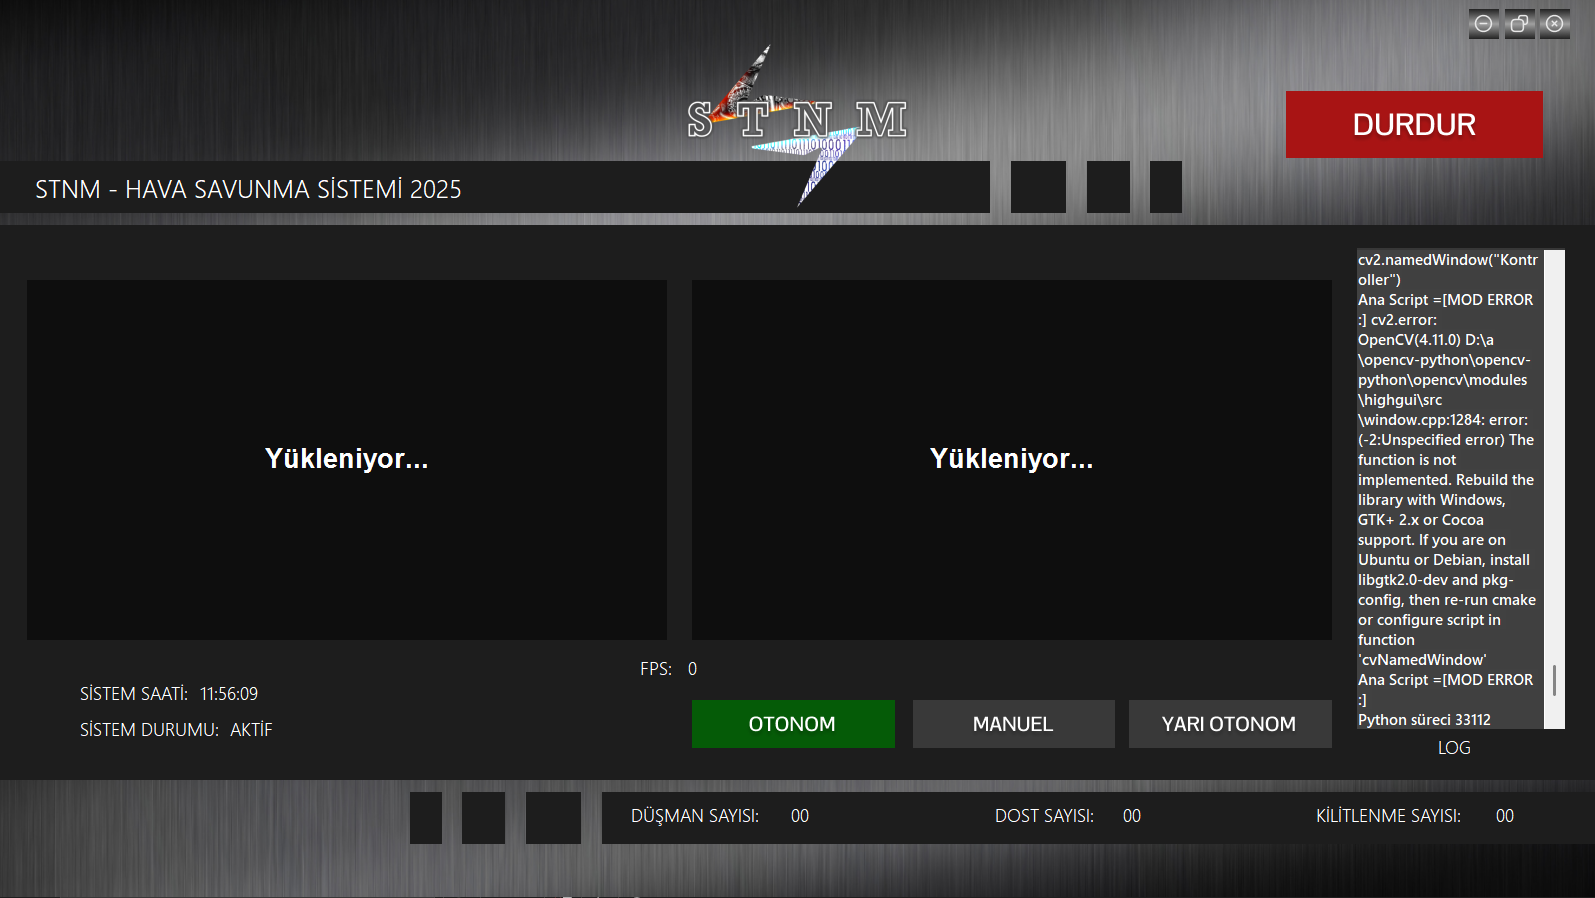 STNM
DURDUR
STNM - HAVA SAVUNMA SİSTEMİ 2025
Yükleniyor...
Yükleniyor...
cv2.namedWindow("Kontr
oller")
Ana Script =[MOD ERROR
:] cv2.error:
OpenCV(4.11.0) D:\a
\opencv-python\opencv-
python\opencv\modules
\highgui\src
\window.cpp:1284: error:
(-2:Unspecified error) The
function is not
implemented. Rebuild the
library with Windows,
GTK+ 2.x or Cocoa
support. If you are on
Ubuntu or Debian, install
libgtk2.0-dev and pkg-
config, then re-run cmake
or configure script in
function
'cvNamedWindow'
Ana Script =[MOD ERROR
:]
Python süreci 33112
LOG
FPS: 0
SİSTEM SAATİ: 11:56:09
SİSTEM DURUMU: AKTİF
OTONOM
MANUEL
YARI OTONOM
DÜŞMAN SAYISI: 00
DOST SAYISI: 00
KİLİTLENME SAYISI: 00